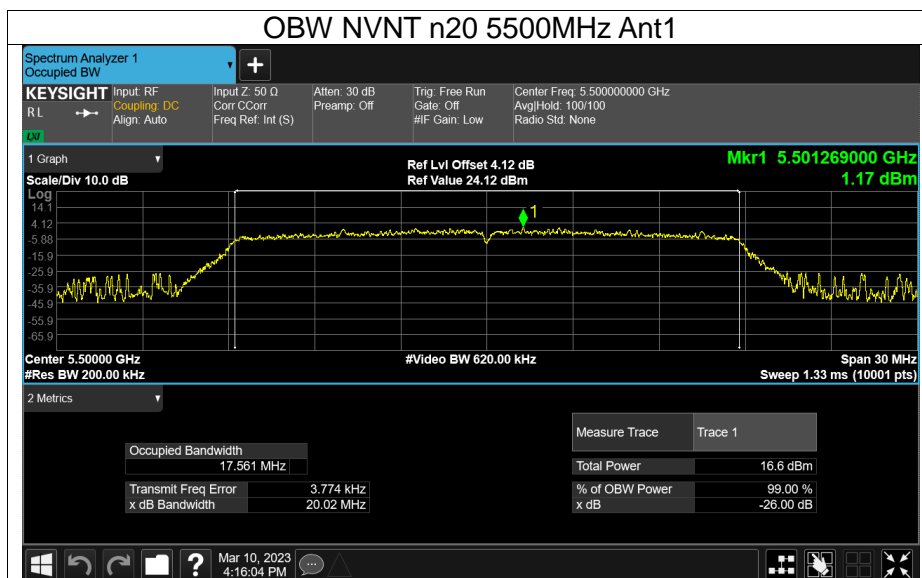 OBW NVNT n20 5500MHz Ant1
Spectrum Analyzer 1
Occupied BW
+
KEYSIGHT
R L
LXI
Input: RF
Coupling: DC
Align: Auto
Input Z: 50 Ω
Corr CCorr
Freq Ref: Int (S)
Atten: 30 dB
Preamp: Off
Trig: Free Run
Gate: Off
#IF Gain: Low
Center Freq: 5.500000000 GHz
Avg|Hold: 100/100
Radio Std: None
1 Graph
Scale/Div 10.0 dB
Ref Lvl Offset 4.12 dB
Ref Value 24.12 dBm
Mkr1 5.501269000 GHz
1.17 dBm
Log
14.1
4.12
-5.88
-15.9
-25.9
-35.9
-45.9
-55.9
-65.9
1
Center 5.50000 GHz
#Res BW 200.00 kHz
#Video BW 620.00 kHz
Span 30 MHz
Sweep 1.33 ms (10001 pts)
2 Metrics
Occupied Bandwidth
17.561 MHz
Transmit Freq Error 3.774 kHz
x dB Bandwidth 20.02 MHz
Measure Trace Trace 1
Total Power 16.6 dBm
% of OBW Power 99.00 %
x dB -26.00 dB
?
Mar 10, 2023
4:16:04 PM
...